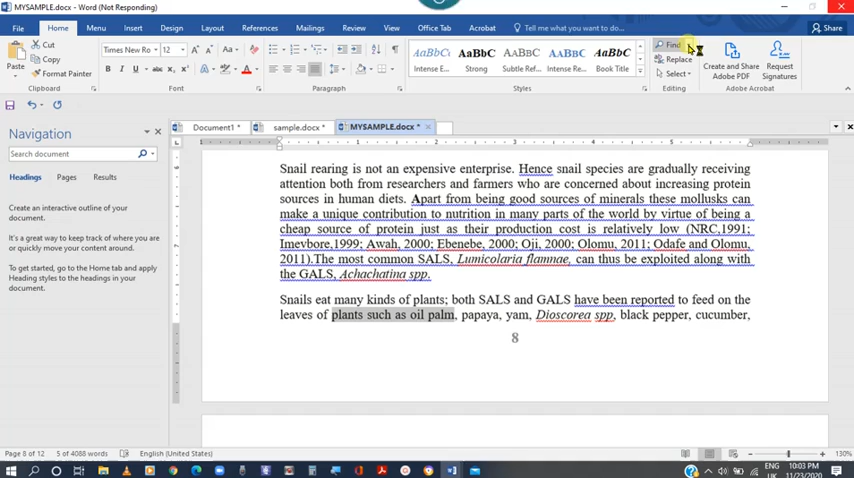 MYSAMPLE.docx - Word (Not Responding)
File Home Menu Insert Design Layout References Mailings Review View Office Tab Acrobat Tell me what you want to do... Share
Paste Cut Copy Format Painter
Clipboard
Times New Ro 12
Font
Paragraph
AaBbC AaBbCc AaBbCc AaBbC AaBbCc
Intense E... Strong Subtle Ref... Intense Re... Book Title
Styles
Find
Replace
Select
Editing
Create and Share
Adobe PDF
Request
Signatures
Adobe Acrobat
Navigation
Search document
Headings Pages Results
Create an interactive outline of your
document.
It's a great way to keep track of where you are
or quickly move your content around.
To get started, go to the Home tab and apply
Heading styles to the headings in your
document.
Document1 * sample.docx * MYSAMPLE.docx *
Snail rearing is not an expensive enterprise. Hence snail species are gradually receiving
attention both from researchers and farmers who are concerned about increasing protein
sources in human diets. Apart from being good sources of minerals these mollusks can
make a unique contribution to nutrition in many parts of the world by virtue of being a
cheap source of protein just as their production cost is relatively low (NRC,1991;
Imevbore,1999; Awah, 2000; Ebenebe, 2000; Oji, 2000; Olomu, 2011; Odafe and Olomu,
2011).The most common SALS, Lumicolaria flamnae, can thus be exploited along with
the GALS, Achachatina spp.
Snails eat many kinds of plants; both SALS and GALS have been reported to feed on the
leaves of plants such as oil palm, papaya, yam, Dioscorea spp, black pepper, cucumber,
8
Page 8 of 12 5 of 4088 words English (United States) 130%
ENG
UK
10:03 PM
11/23/2020